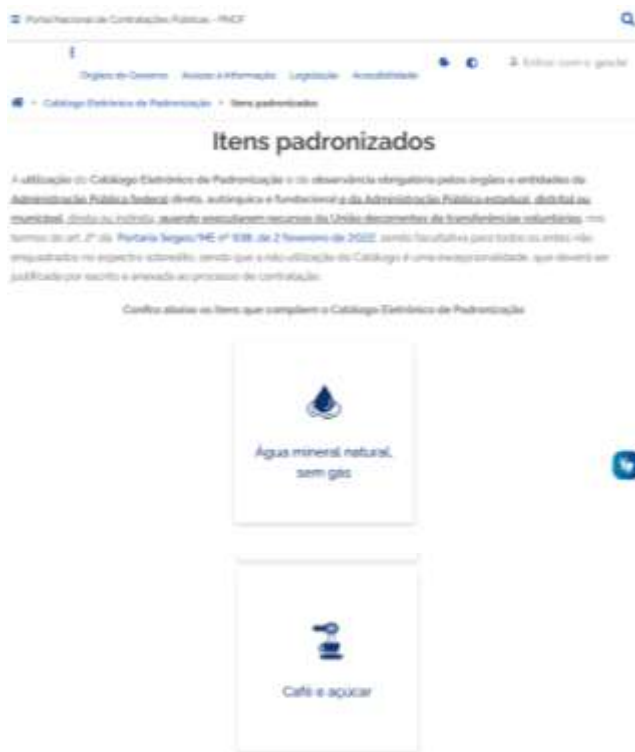 Portal Nacional de Contratações Públicas - PNCP
Entrar com o gov.br
Órgãos do Governo Acesso à Informação Legislação Acessibilidade
Catálogo Eletrônico de Padronização > Itens padronizados
Itens padronizados
A utilização do Catálogo Eletrônico de Padronização é de observância obrigatória pelos órgãos e entidades da
Administração Pública federal direta, autárquica e fundacional e da Administração Pública estadual, distrital ou
municipal, direta ou indireta, quando executarem recursos da União decorrentes de transferências voluntárias, nos
termos do art. 2º da Portaria Seges/ME nº 938, de 2 fevereiro de 2022, sendo facultativa para todos os entes não
enquadrados no espectro sobredito, sendo que a não utilização do Catálogo é uma excepcionalidade, que deverá ser
justificada por escrito e anexada ao processo de contratação.
Confira abaixo os itens que compõem o Catálogo Eletrônico de Padronização
Água mineral natural,
sem gás
Café e açúcar